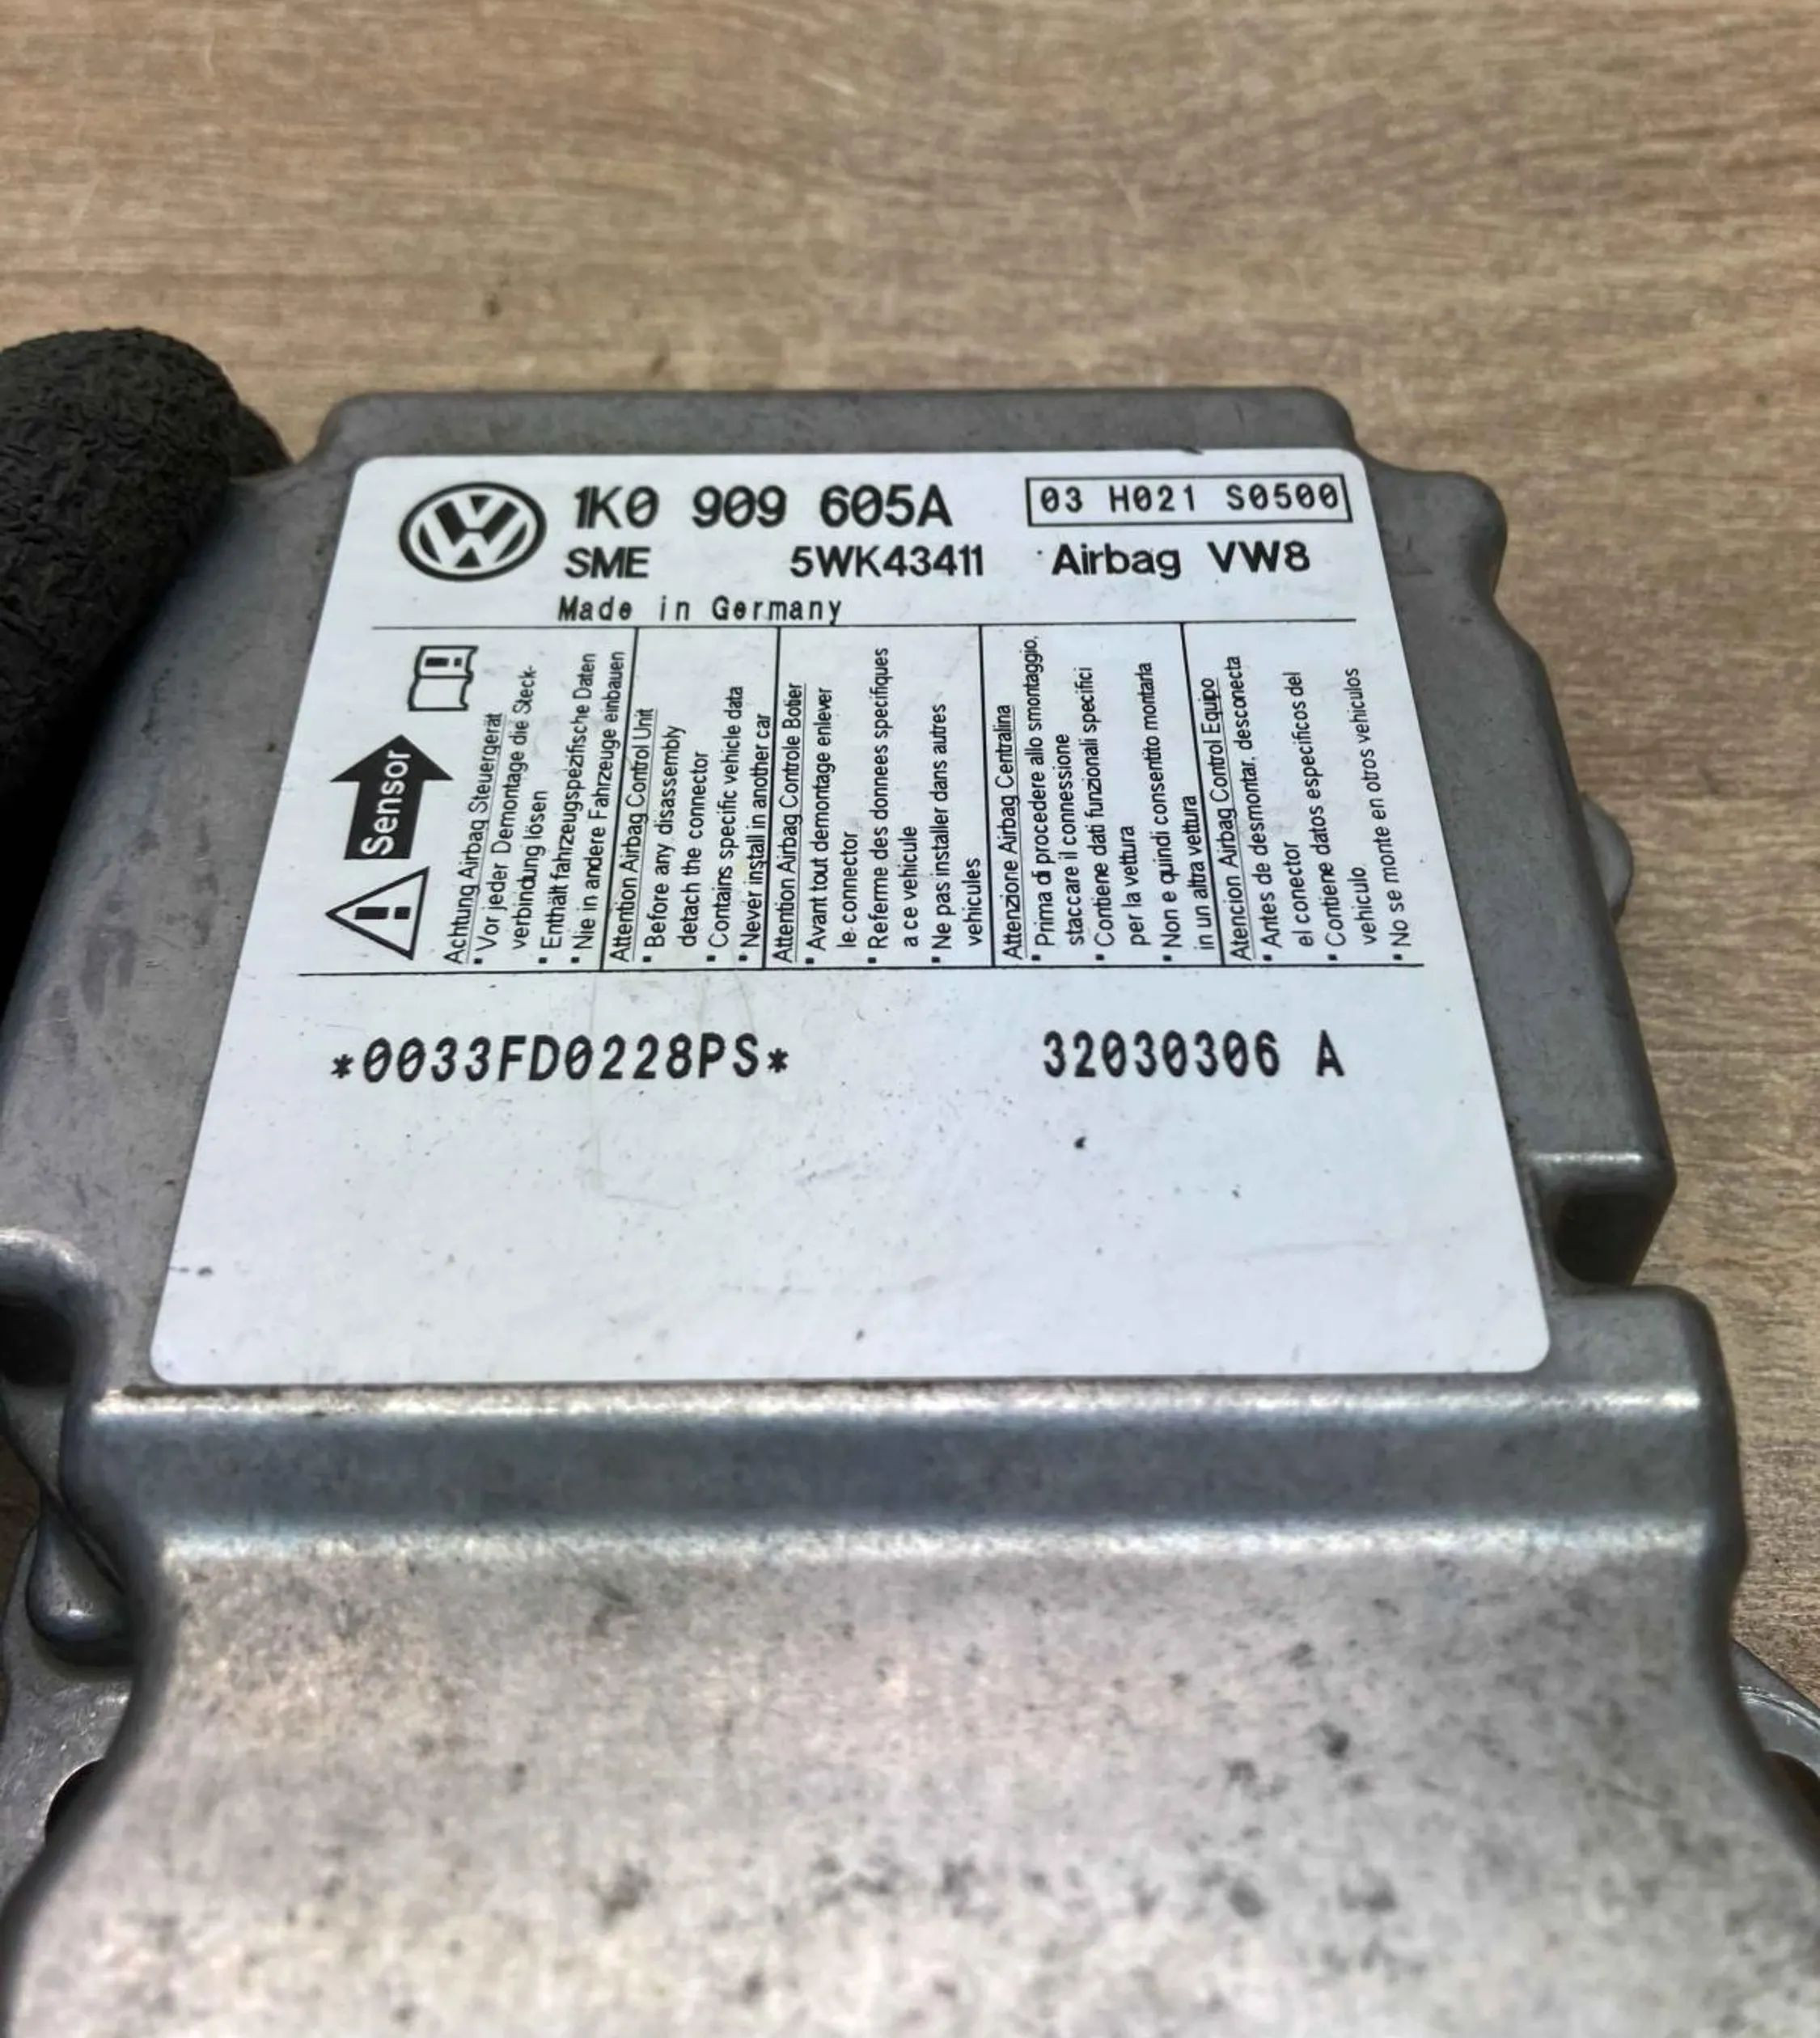 1K0 909 605A
03 H021 S0500
SME 5WK43411 Airbag VW8
Made in Germany
Sensor
Achtung Airbag Steuergerät
• Vor jeder Demontage die Steck-
verbindung lösen
• Enthält fahrzeugspezifische Daten
• Nie in andere Fahrzeuge einbauen
Attention Airbag Control Unit
• Before any disassembly
detach the connector
• Contains specific vehicle data
• Never install in another car
Attention Airbag Controle Botier
• Avant tout demontage enlever
le connector
• Referme des donnees specifiques
a ce vehicule
• Ne pas installer dans autres
vehicules
Attenzione Airbag Centralina
• Prima di procedere allo smontaggio,
staccare il connessione
• Contiene dati funzionali specifici
per la vettura
• Non e quindi consentito montarla
in un altra vettura
Atencion Airbag Control Equipo
• Antes de desmontar, desconecta
el conector
• Contiene datos especificos del
vehiculo
• No se monte en otros vehiculos
*0033FD0228PS* 32030306 A